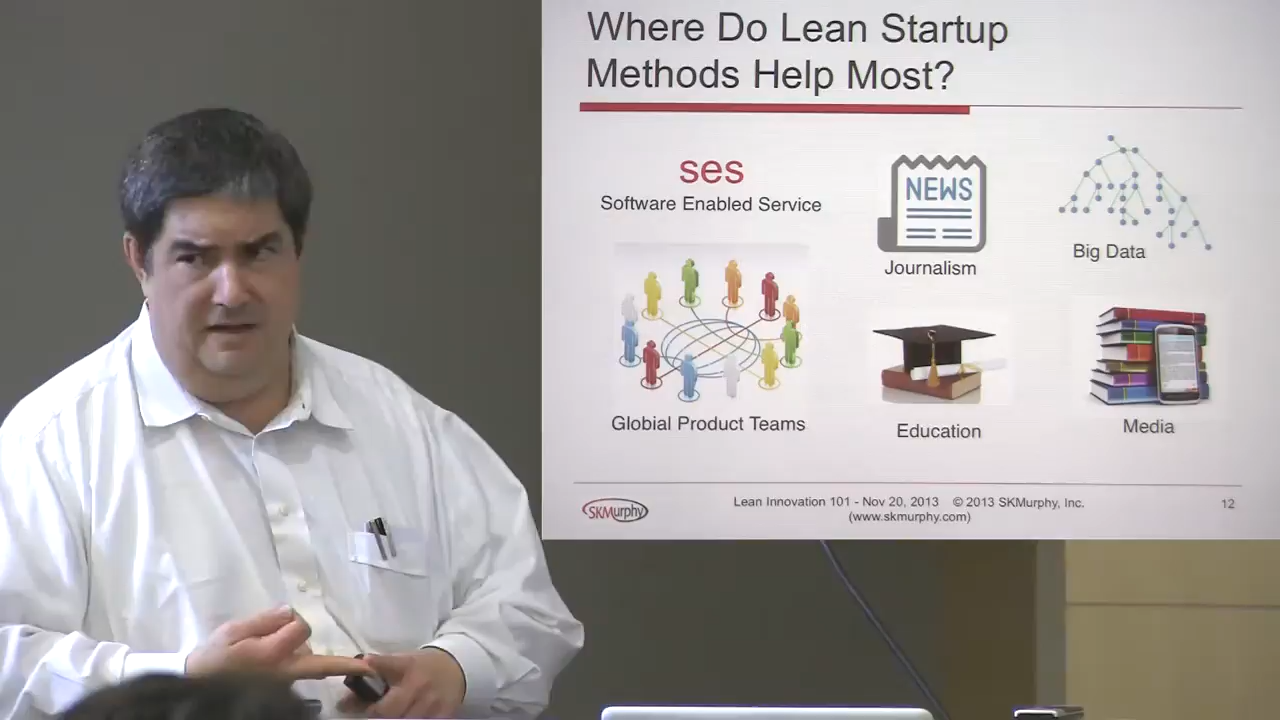 Where Do Lean Startup
Methods Help Most?
ses
Software Enabled Service
NEWS
Journalism
Big Data
Globial Product Teams
Education
Media
SKMurphy
Lean Innovation 101 - Nov 20, 2013 © 2013 SKMurphy, Inc.
(www.skmurphy.com)
12